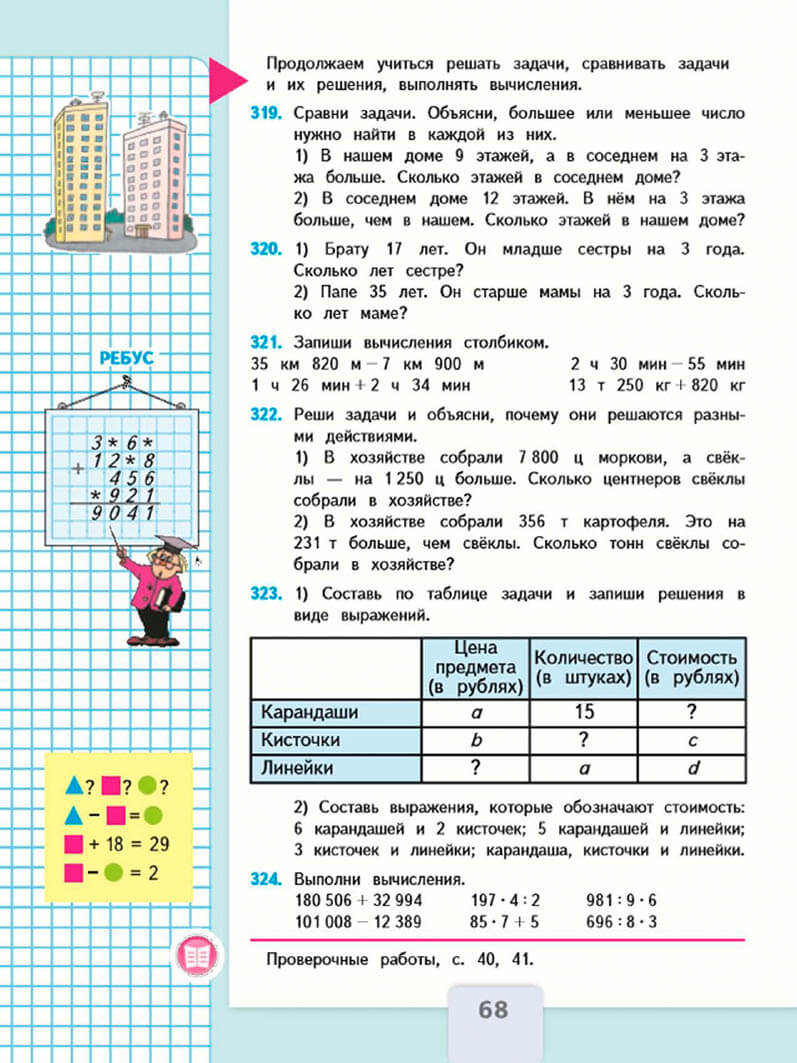 Продолжаем учиться решать задачи, сравнивать задачи
и их решения, выполнять вычисления.
319. Сравни задачи. Объясни, большее или меньшее число
нужно найти в каждой из них.
1) В нашем доме 9 этажей, а в соседнем на 3 эта-
жа больше. Сколько этажей в соседнем доме?
2) В соседнем доме 12 этажей. В нём на 3 этажа
больше, чем в нашем. Сколько этажей в нашем доме?
320. 1) Брату 17 лет. Он младше сестры на 3 года.
Сколько лет сестре?
2) Папе 35 лет. Он старше мамы на 3 года. Сколь-
ко лет маме?
321. Запиши вычисления столбиком.
35 км 820 м – 7 км 900 м 2 ч 30 мин – 55 мин
1 ч 26 мин + 2 ч 34 мин 13 т 250 кг + 820 кг
322. Реши задачи и объясни, почему они решаются разны-
ми действиями.
1) В хозяйстве собрали 7 800 ц моркови, а свёк-
лы — на 1 250 ц больше. Сколько центнеров свёклы
собрали в хозяйстве?
2) В хозяйстве собрали 356 т картофеля. Это на
231 т больше, чем свёклы. Сколько тонн свёклы со-
брали в хозяйстве?
323. 1) Составь по таблице задачи и запиши решения в
виде выражений.
Цена предмета (в рублях) Количество (в штуках) Стоимость (в рублях)
Карандаши a 15 ?
Кисточки b ? c
Линейки ? a d
2) Составь выражения, которые обозначают стоимость:
6 карандашей и 2 кисточек; 5 карандашей и линейки;
3 кисточек и линейки; карандаша, кисточки и линейки.
324. Выполни вычисления.
180 506 + 32 994 197 · 4 : 2 981 : 9 · 6
101 008 – 12 389 85 · 7 + 5 696 : 8 · 3
Проверочные работы, с. 40, 41.
68
РЕБУС
3*6*
+ 12*8
456
*921
9041
▲? ■? ●?
▲ – ■ = ●
■ + 18 = 29
■ – ● = 2